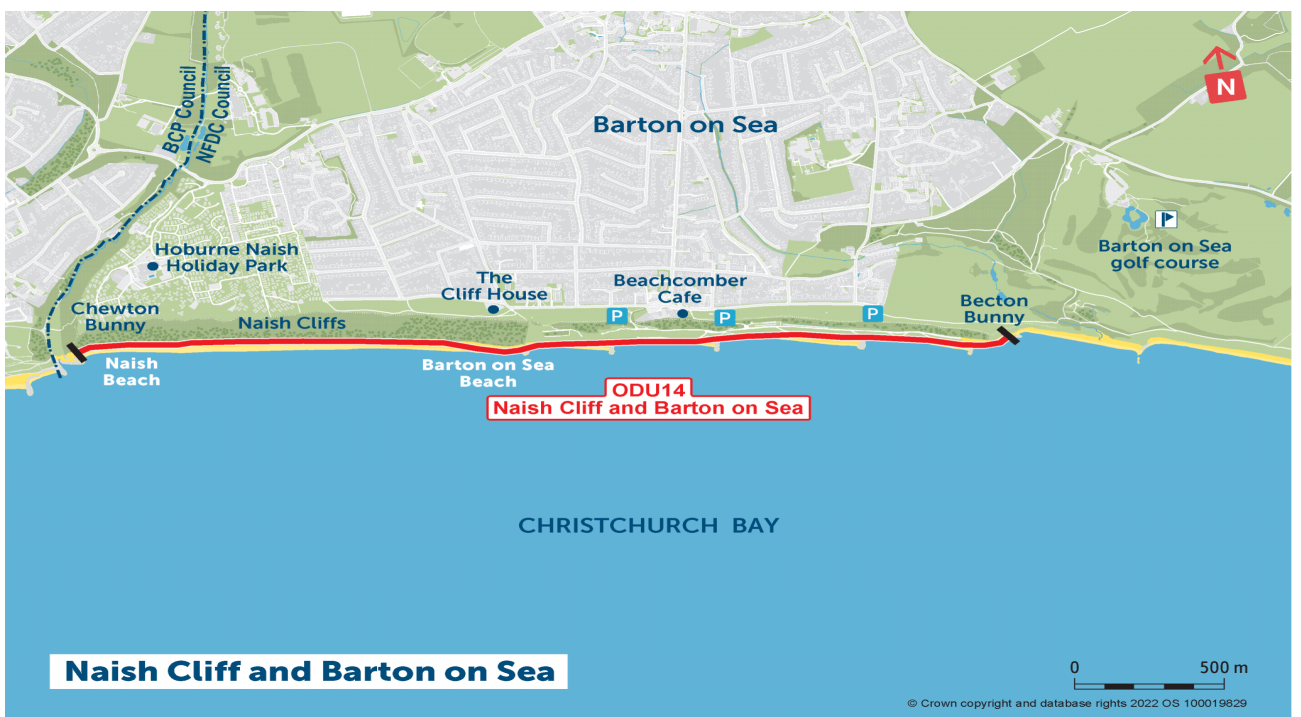 BCP Council
NFDC Council
Barton on Sea
N
Hoburne Naish
Holiday Park
The
Cliff House
Beachcomber
Cafe
Barton on Sea
golf course
Chewton
Bunny
Naish Cliffs
P
P
P
Becton
Bunny
Naish
Beach
Barton on Sea
Beach
ODU14
Naish Cliff and Barton on Sea
CHRISTCHURCH BAY
Naish Cliff and Barton on Sea
0 500 m
© Crown copyright and database rights 2022 OS 100019829